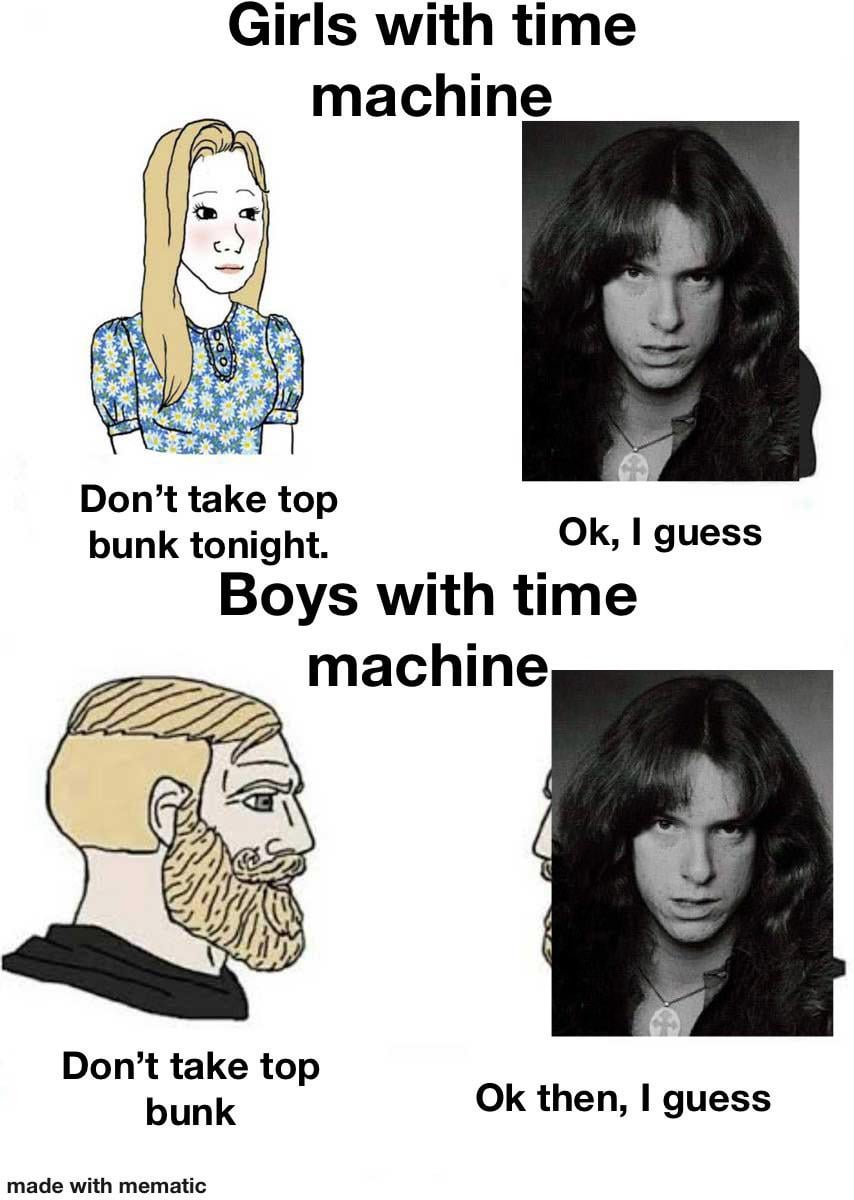 Girls with time
machine
Don't take top
bunk tonight.
Ok, I guess
Boys with time
machine
Don't take top
bunk
Ok then, I guess
made with mematic